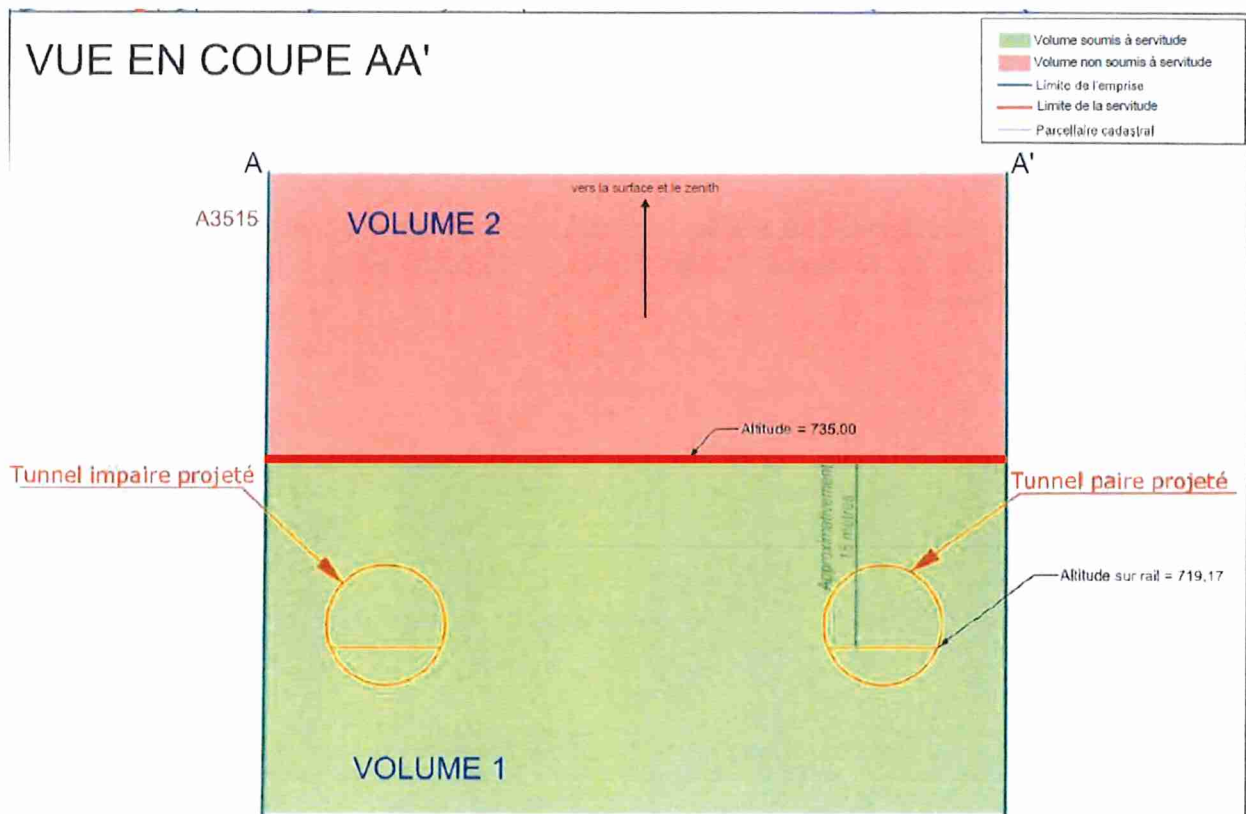 VUE EN COUPE AA'
Volume soumis à servitude
Volume non soumis à servitude
Limite de l'emprise
Limite de la servitude
Parcellaire cadastral
A
A'
vers la surface et le zenith
A3515
VOLUME 2
Altitude = 735.00
Tunnel impaire projeté
Tunnel paire projeté
Approximativement
15 mètres
Altitude sur rail = 719,17
VOLUME 1